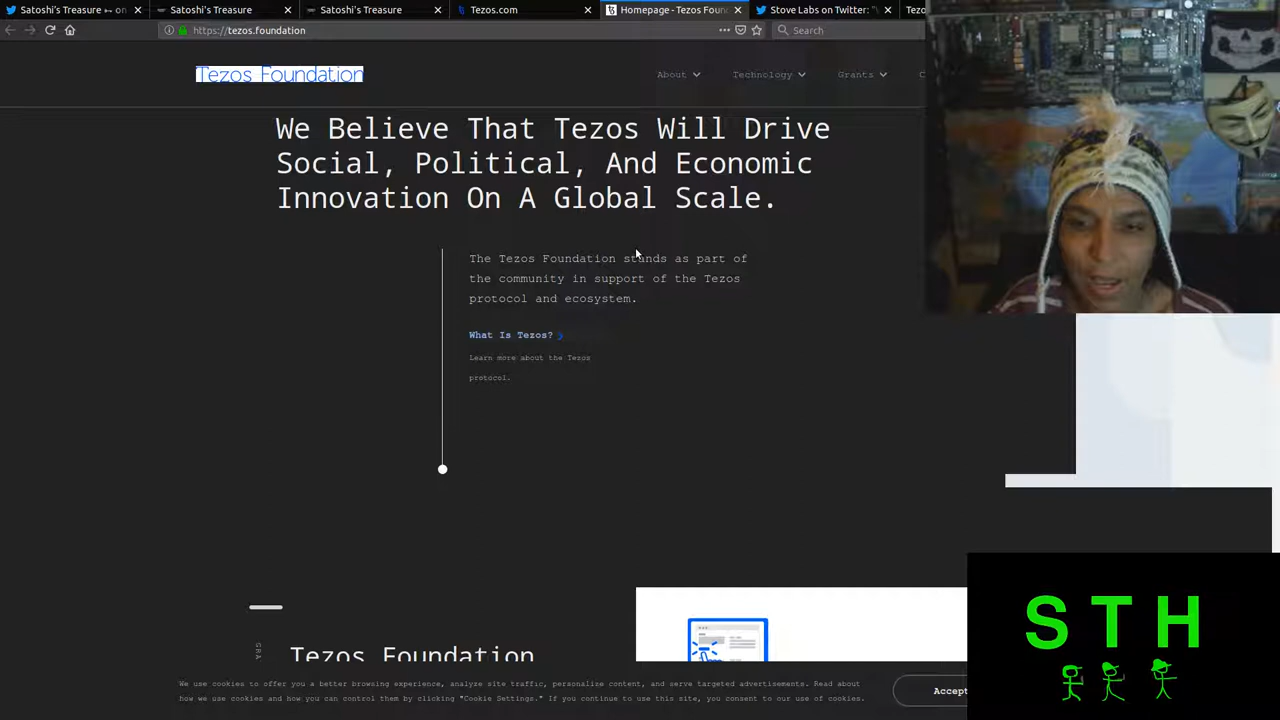 Satoshi's Treasure 🗝 on
Satoshi's Treasure
Satoshi's Treasure
Tezos.com
Homepage - Tezos Foun
Stove Labs on Twitter: "
Tezo
https://tezos.foundation
Search
Tezos Foundation
About
Technology
Grants
We Believe That Tezos Will Drive
Social, Political, And Economic
Innovation On A Global Scale.
The Tezos Foundation stands as part of
the community in support of the Tezos
protocol and ecosystem.
What Is Tezos?
Learn more about the Tezos
protocol.
GRA
Tezos Foundation
We use cookies to offer you a better browsing experience, analyze site traffic, personalize content, and serve targeted advertisements. Read about
how we use cookies and how you can control them by clicking "Cookie Settings." If you continue to use this site, you consent to our use of cookies.
Accept
STH